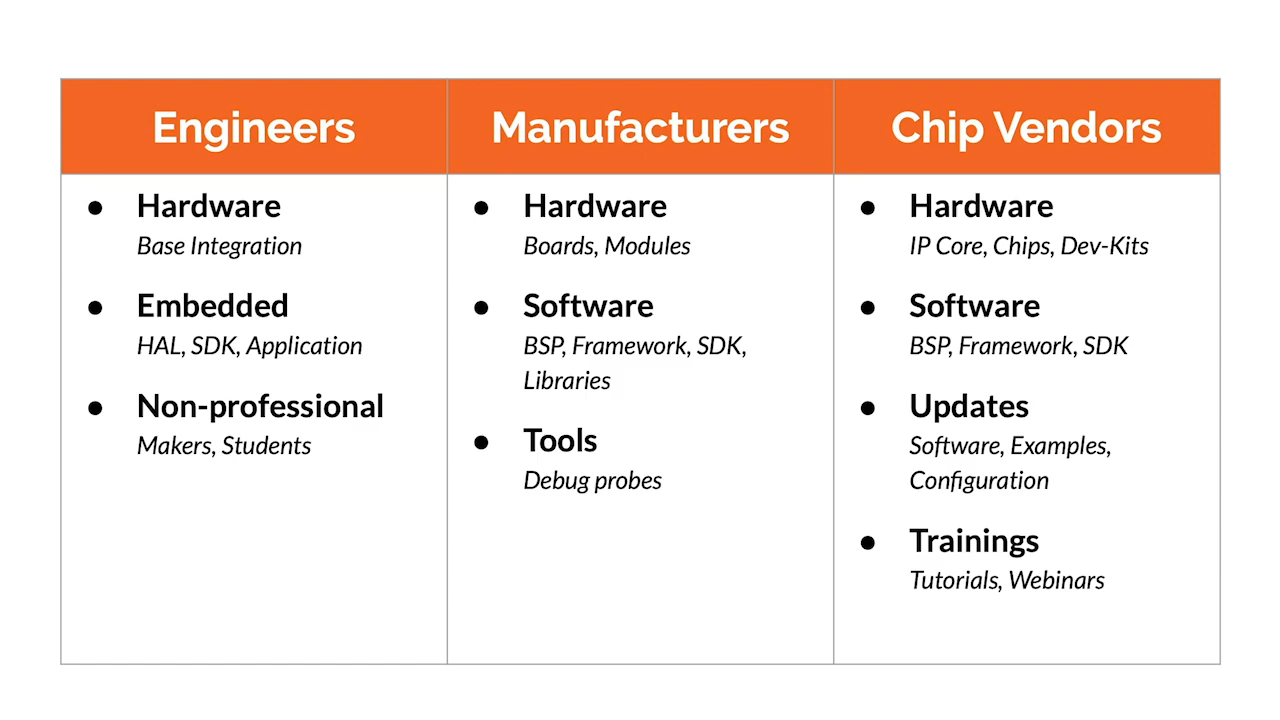 Engineers
Manufacturers
Chip Vendors
● Hardware
Base Integration
● Embedded
HAL, SDK, Application
● Non-professional
Makers, Students
● Hardware
Boards, Modules
● Software
BSP, Framework, SDK,
Libraries
● Tools
Debug probes
● Hardware
IP Core, Chips, Dev-Kits
● Software
BSP, Framework, SDK
● Updates
Software, Examples,
Configuration
● Trainings
Tutorials, Webinars